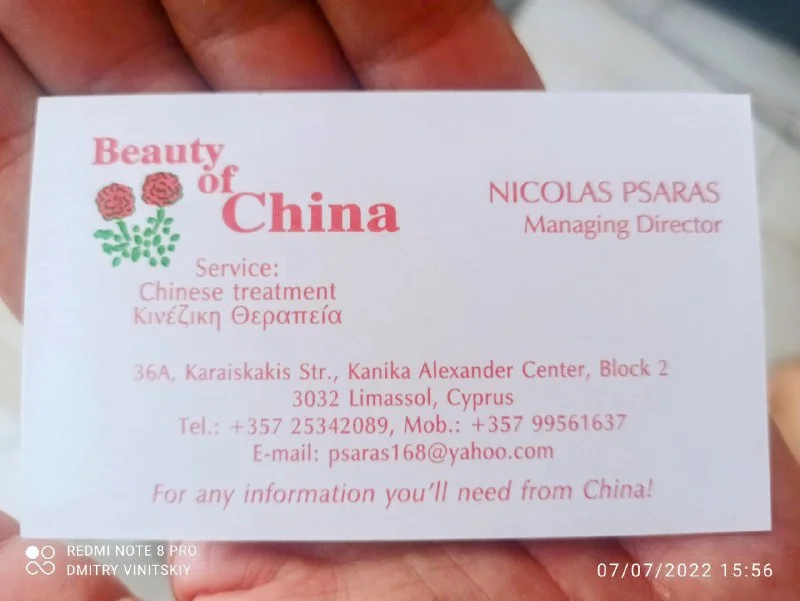 Beauty
of
China
NICOLAS PSARAS
Managing Director
Service:
Chinese treatment
Κινέζικη Θεραπεία
36A, Karaiskakis Str., Kanika Alexander Center, Block 2
3032 Limassol, Cyprus
Tel.: +357 25342089, Mob.: +357 99561637
E-mail: psaras168@yahoo.com
For any information you'll need from China!
REDMI NOTE 8 PRO
DMITRY VINITSKIY
07/07/2022 15:56